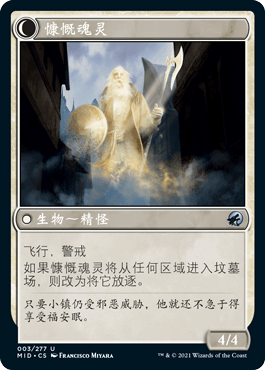 慷慨魂灵
生物～精怪
飞行，警戒
如果慷慨魂灵将从任何区域进入坟墓
场，则改为将它放逐。
只要小镇仍受邪恶威胁，他就还不急于得
享受福安眠。
4/4
003/277 U
MID • CS Francisco Miyara
™ & © 2021 Wizards of the Coast